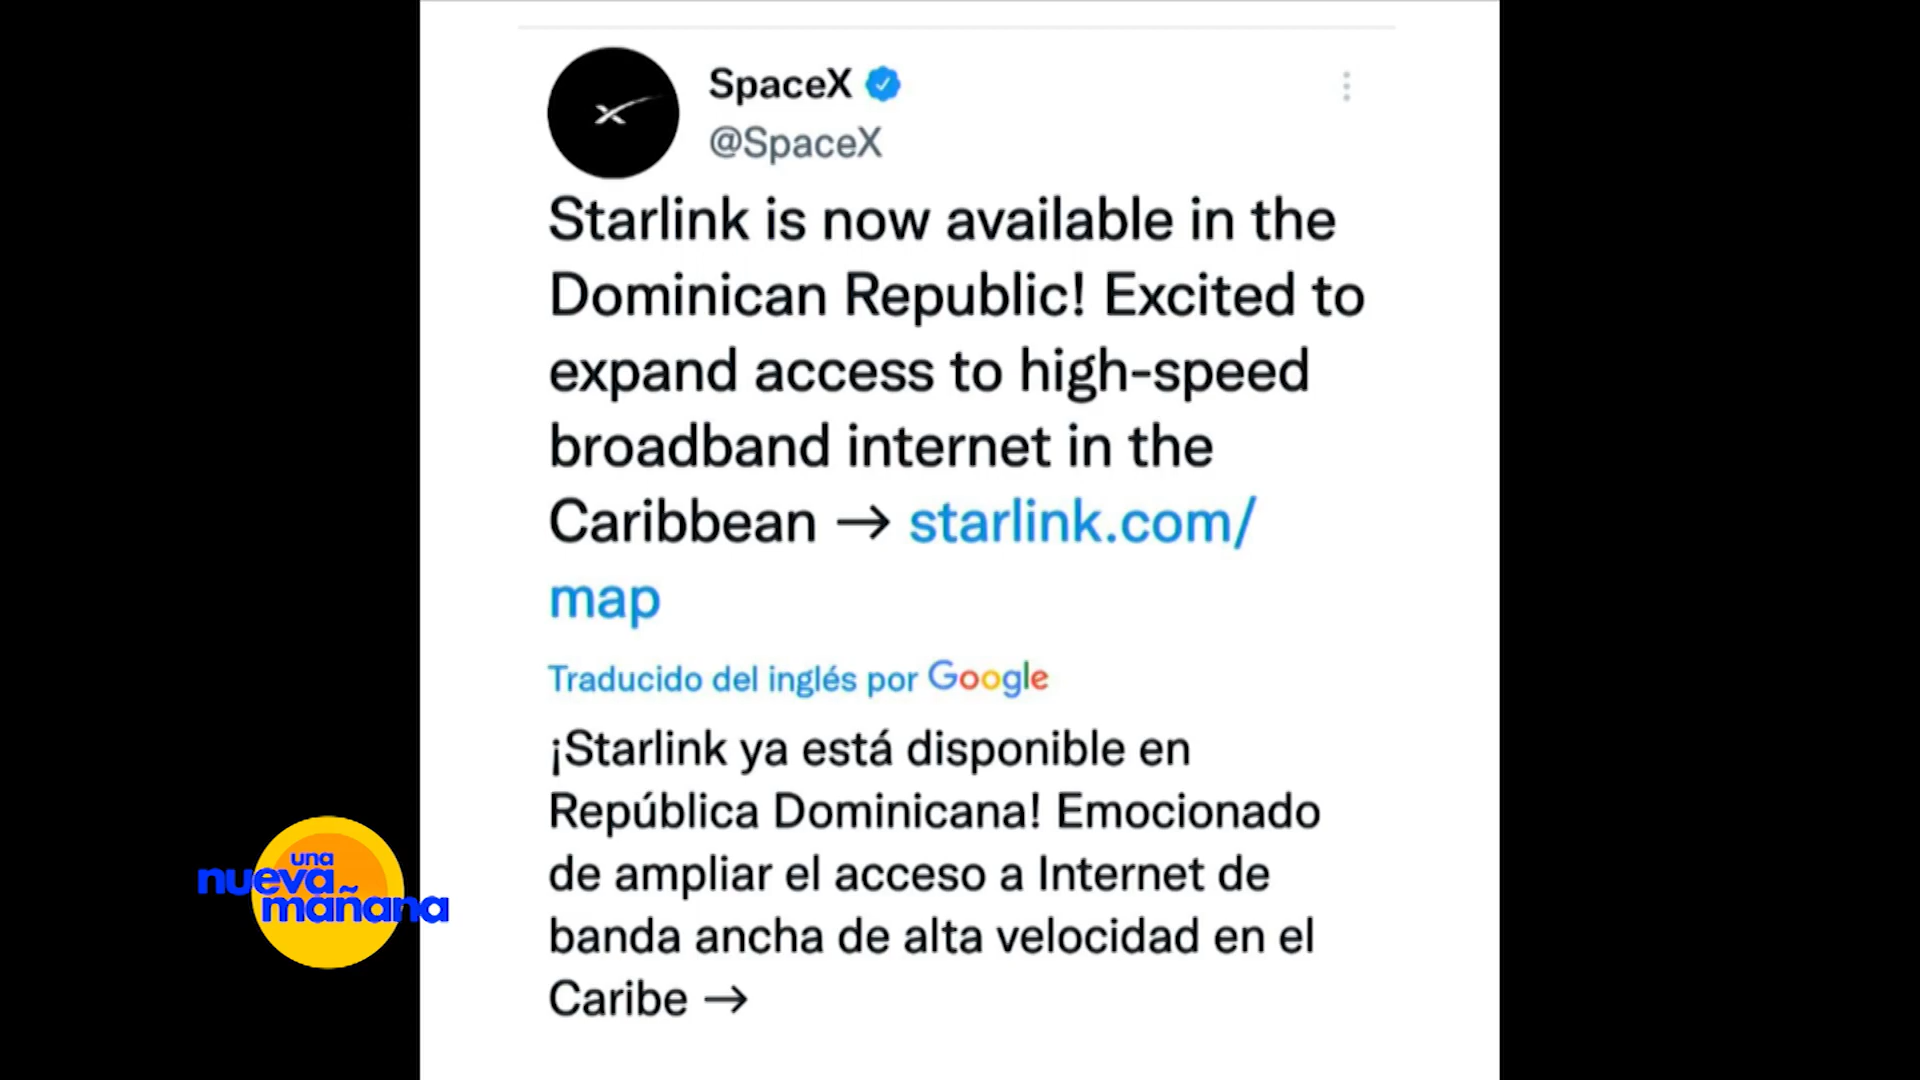 SpaceX
@SpaceX
Starlink is now available in the
Dominican Republic! Excited to
expand access to high-speed
broadband internet in the
Caribbean → starlink.com/
map
Traducido del inglés por Google
¡Starlink ya está disponible en
República Dominicana! Emocionado
de ampliar el acceso a Internet de
banda ancha de alta velocidad en el
Caribe →
una
nueva
mañana